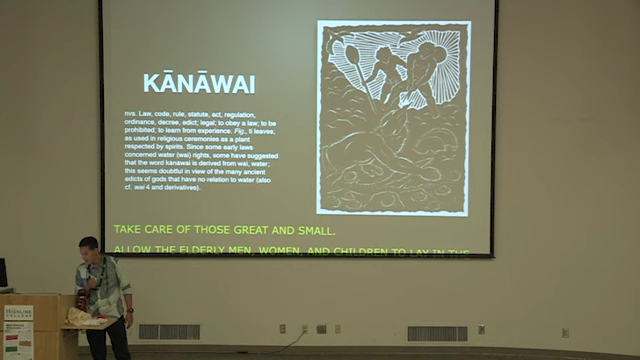 KĀNĀWAI
nvs. Law, code, rule, statute, act, regulation,
ordinance, decree, edict; legal; to obey a law; to be
prohibited; to learn from experience. Fig., ti leaves,
as used in religious ceremonies as a plant
respected by spirits. Since some early laws
concerned water (wai) rights, some have suggested
that the word kānāwai is derived from wai, water;
this seems doubtful in view of the many ancient
edicts of gods that have no relation to water (also
cf. wai 4 and derivatives).
TAKE CARE OF THOSE GREAT AND SMALL.
ALLOW THE ELDERLY MEN, WOMEN, AND CHILDREN TO LAY IN THE
HIGHLINE
COLLEGE